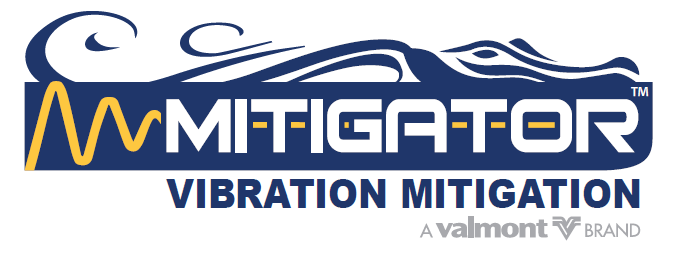 MITIGATOR™
VIBRATION MITIGATION
A valmont BRAND